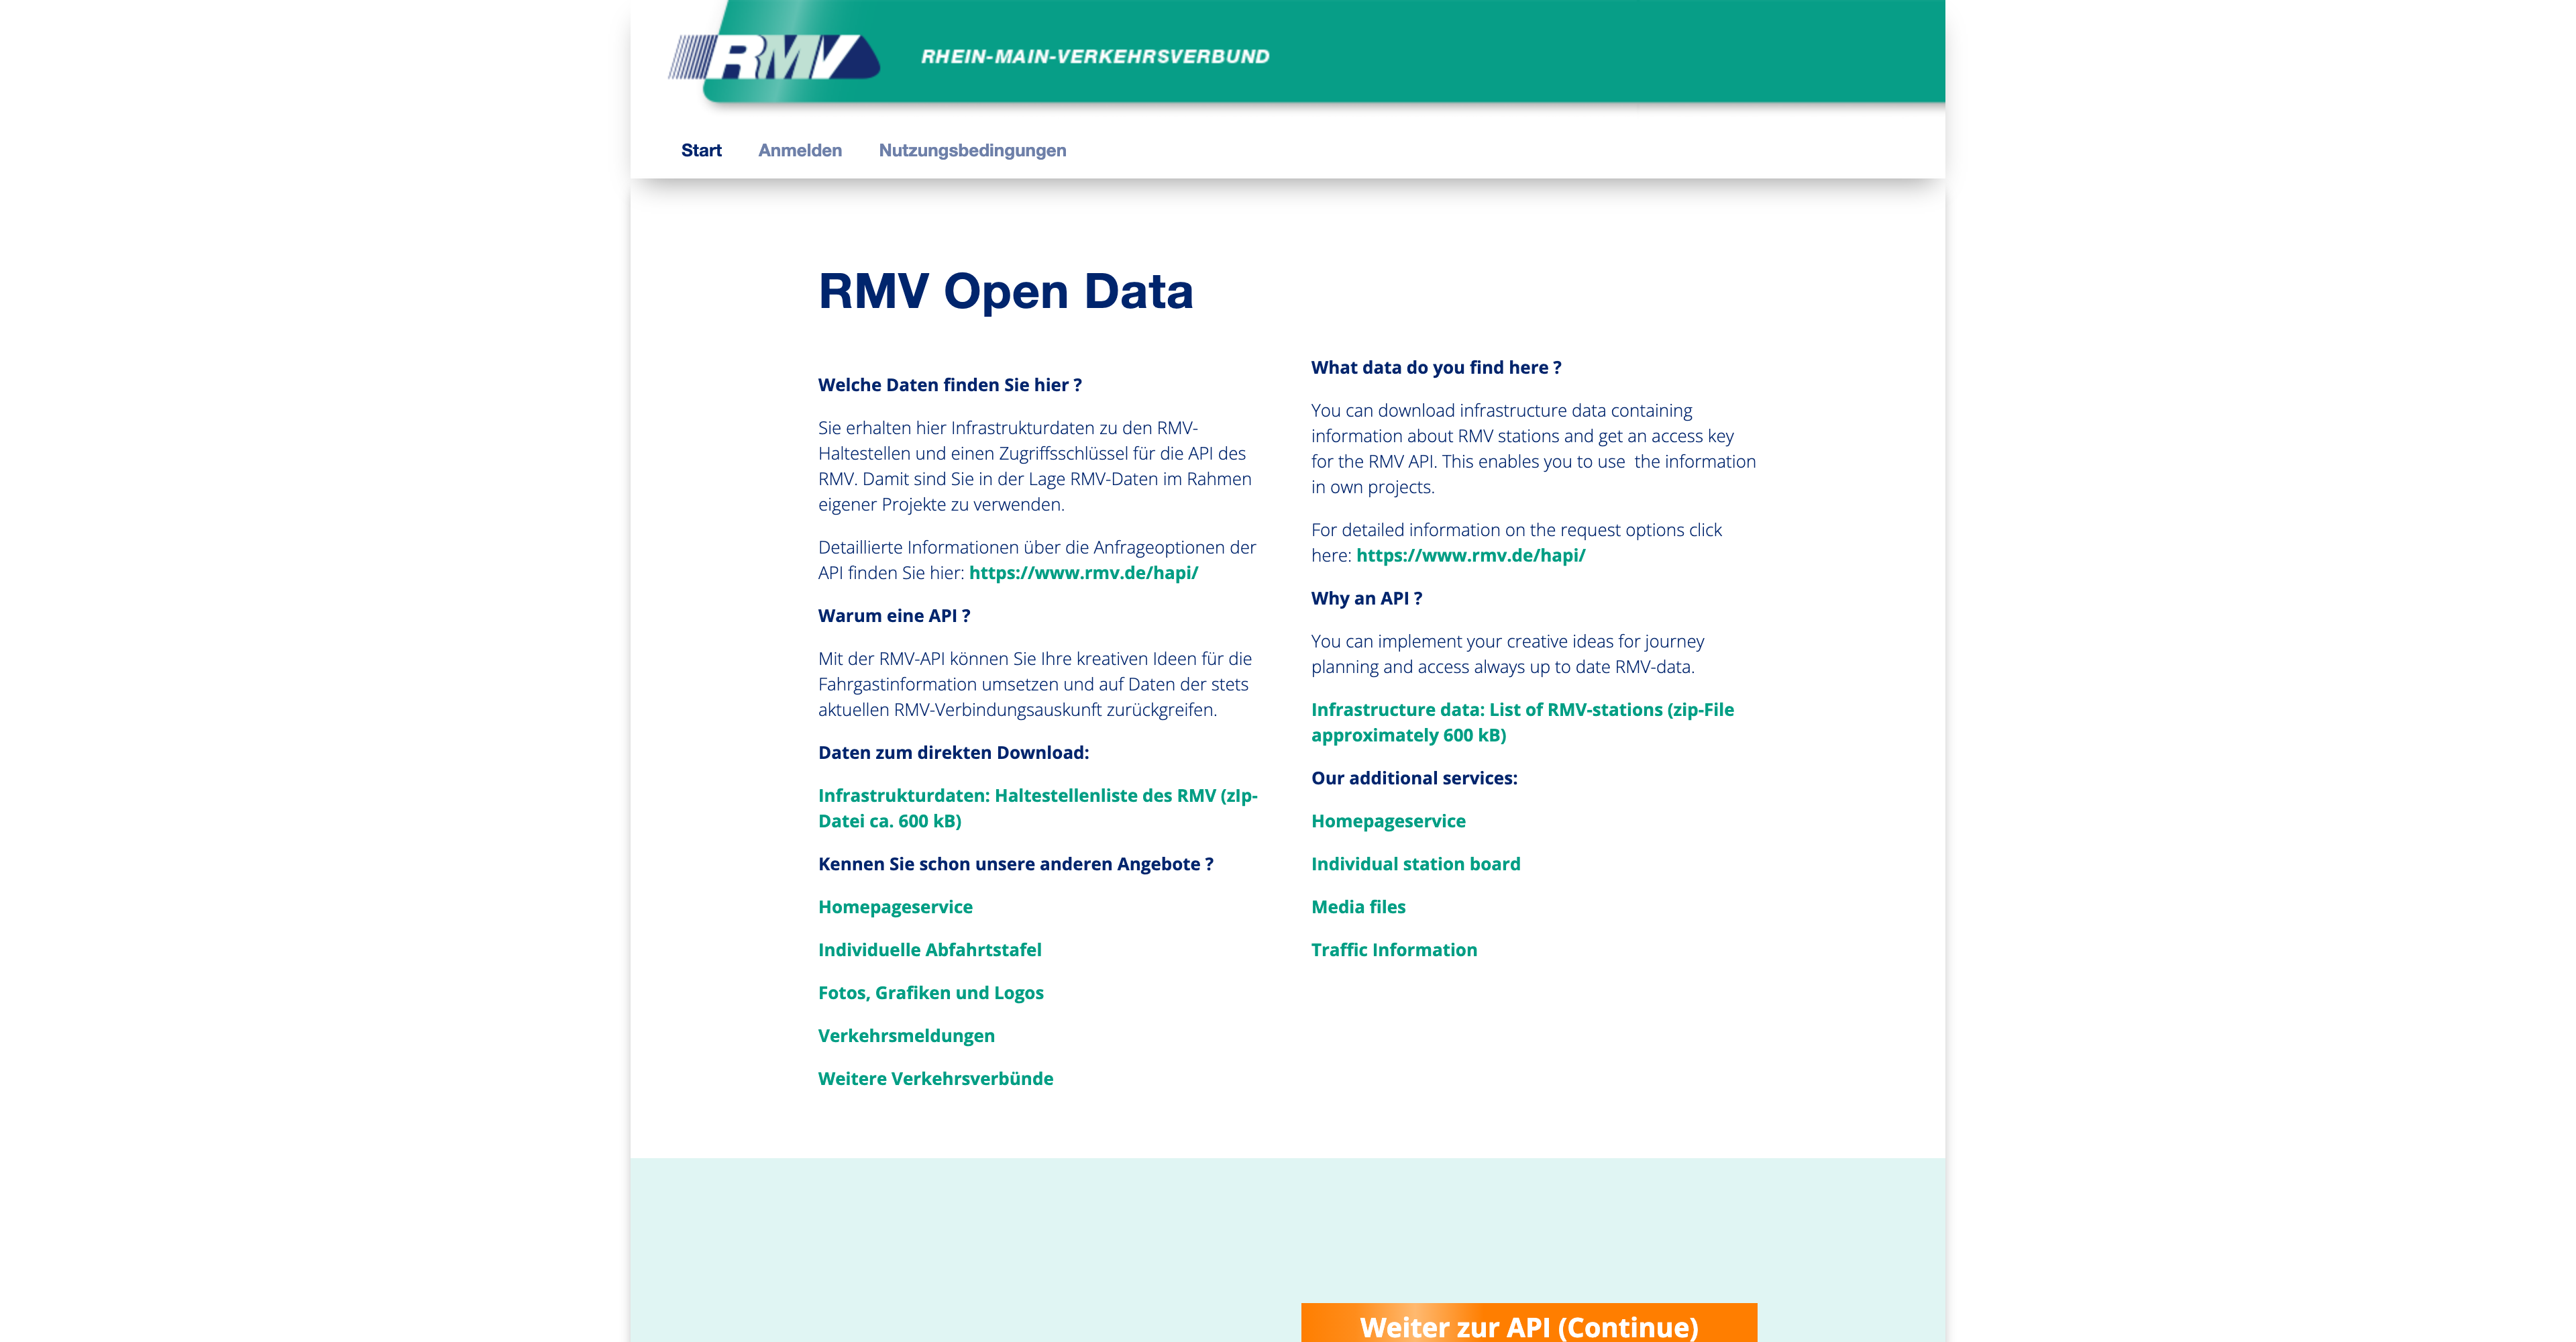 RMV
RHEIN-MAIN-VERKEHRSVERBUND
Start
Anmelden
Nutzungsbedingungen
RMV Open Data
Welche Daten finden Sie hier ?
Sie erhalten hier Infrastrukturdaten zu den RMV-
Haltestellen und einen Zugriffsschlüssel für die API des
RMV. Damit sind Sie in der Lage RMV-Daten im Rahmen
eigener Projekte zu verwenden.
Detaillierte Informationen über die Anfrageoptionen der
API finden Sie hier: https://www.rmv.de/hapi/
Warum eine API ?
Mit der RMV-API können Sie Ihre kreativen Ideen für die
Fahrgastinformation umsetzen und auf Daten der stets
aktuellen RMV-Verbindungsauskunft zurückgreifen.
Daten zum direkten Download:
Infrastrukturdaten: Haltestellenliste des RMV (zIp-
Datei ca. 600 kB)
Kennen Sie schon unsere anderen Angebote ?
Homepageservice
Individuelle Abfahrtstafel
Fotos, Grafiken und Logos
Verkehrsmeldungen
Weitere Verkehrsverbünde
What data do you find here ?
You can download infrastructure data containing
information about RMV stations and get an access key
for the RMV API. This enables you to use  the information
in own projects.
For detailed information on the request options click
here: https://www.rmv.de/hapi/
Why an API ?
You can implement your creative ideas for journey
planning and access always up to date RMV-data.
Infrastructure data: List of RMV-stations (zip-File
approximately 600 kB)
Our additional services:
Homepageservice
Individual station board
Media files
Traffic Information
Weiter zur API (Continue)